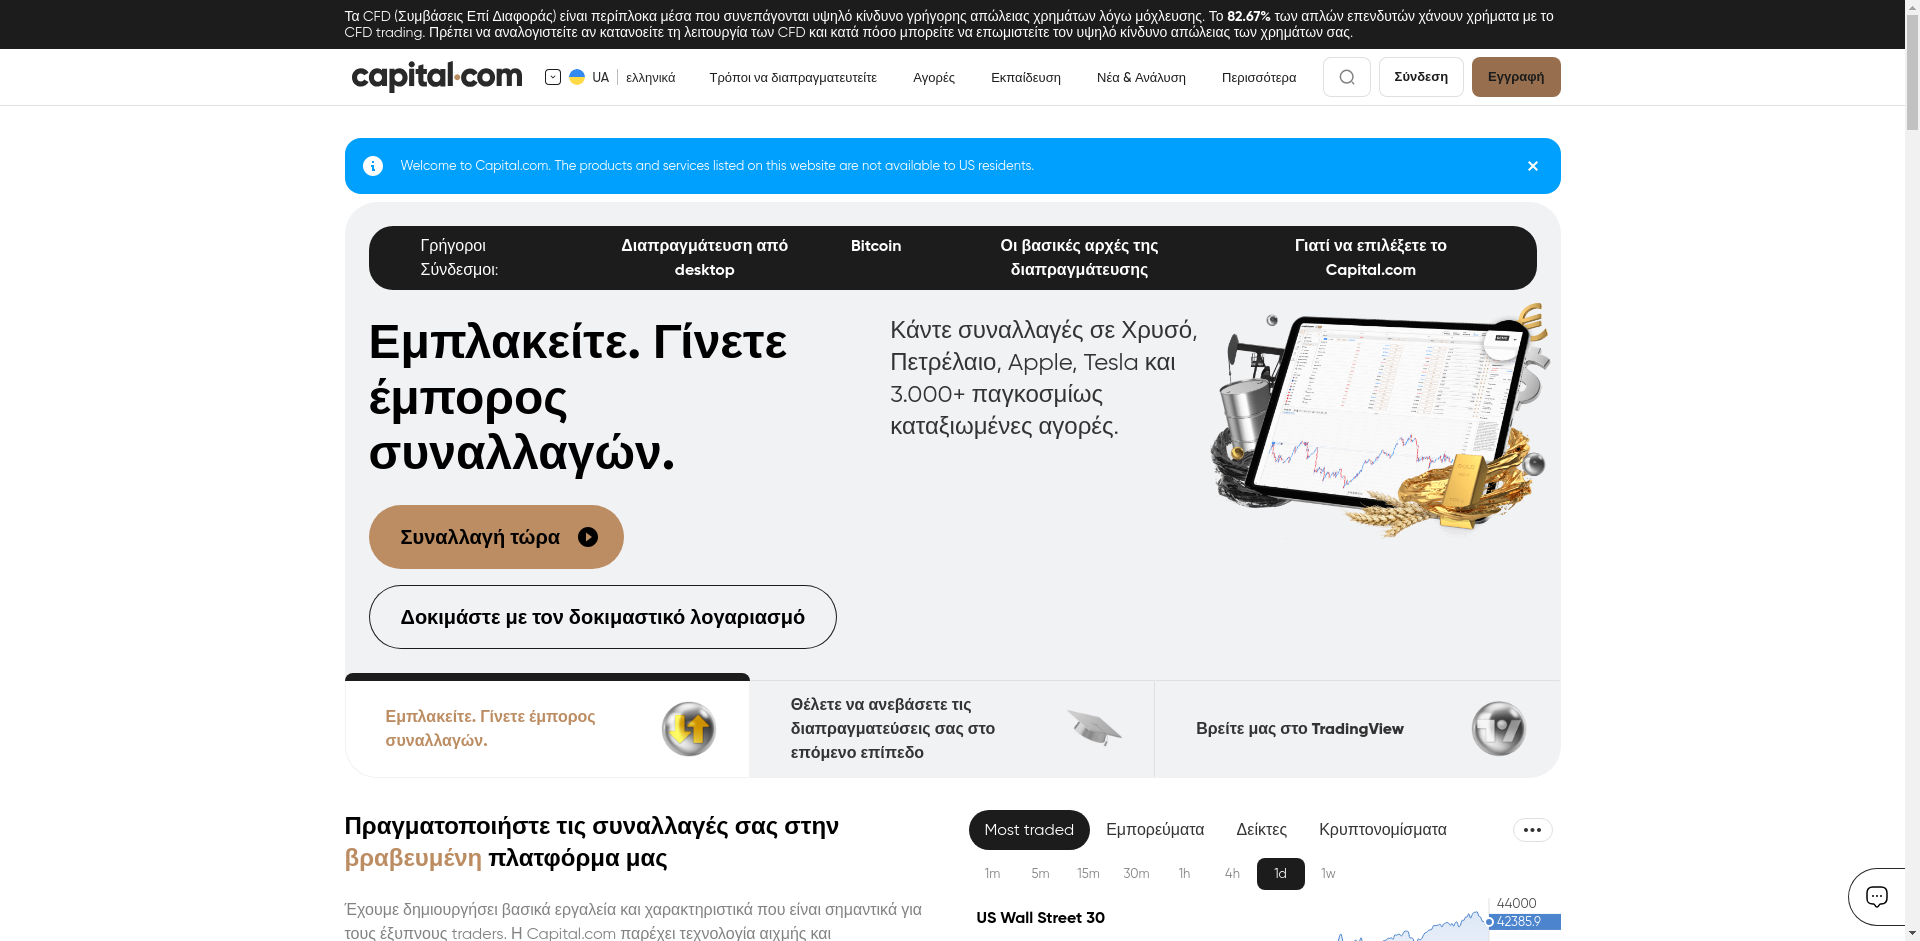 Τα CFD (Συμβάσεις Επί Διαφοράς) είναι περίπλοκα μέσα που συνεπάγονται υψηλό κίνδυνο γρήγορης απώλειας χρημάτων λόγω μόχλευσης. Το 82.67% των απλών επενδυτών χάνουν χρήματα με το
CFD trading. Πρέπει να αναλογιστείτε αν κατανοείτε τη λειτουργία των CFD και κατά πόσο μπορείτε να επωμιστείτε τον υψηλό κίνδυνο απώλειας των χρημάτων σας.
capital.com UA ελληνικά Τρόποι να διαπραγματευτείτε Αγορές Εκπαίδευση Νέα & Ανάλυση Περισσότερα Σύνδεση Εγγραφή
Welcome to Capital.com. The products and services listed on this website are not available to US residents.
Γρήγοροι
Σύνδεσμοι:
Διαπραγμάτευση από
desktop
Bitcoin
Οι βασικές αρχές της
διαπραγμάτευσης
Γιατί να επιλέξετε το
Capital.com
Εμπλακείτε. Γίνετε
έμπορος
συναλλαγών.
Κάντε συναλλαγές σε Χρυσό,
Πετρέλαιο, Apple, Tesla και
3.000+ παγκοσμίως
καταξιωμένες αγορές.
Συναλλαγή τώρα
Δοκιμάστε με τον δοκιμαστικό λογαριασμό
Εμπλακείτε. Γίνετε έμπορος
συναλλαγών.
Θέλετε να ανεβάσετε τις
διαπραγματεύσεις σας στο
επόμενο επίπεδο
Βρείτε μας στο TradingView
Πραγματοποιήστε τις συναλλαγές σας στην
βραβευμένη πλατφόρμα μας
Έχουμε δημιουργήσει βασικά εργαλεία και χαρακτηριστικά που είναι σημαντικά για
τους έξυπνους traders. Η Capital.com παρέχει τεχνολογία αιχμής και
Most traded Εμπορεύματα Δείκτες Κρυπτονομίσματα
1m 5m 15m 30m 1h 4h 1d 1w
US Wall Street 30
44000
42385.9